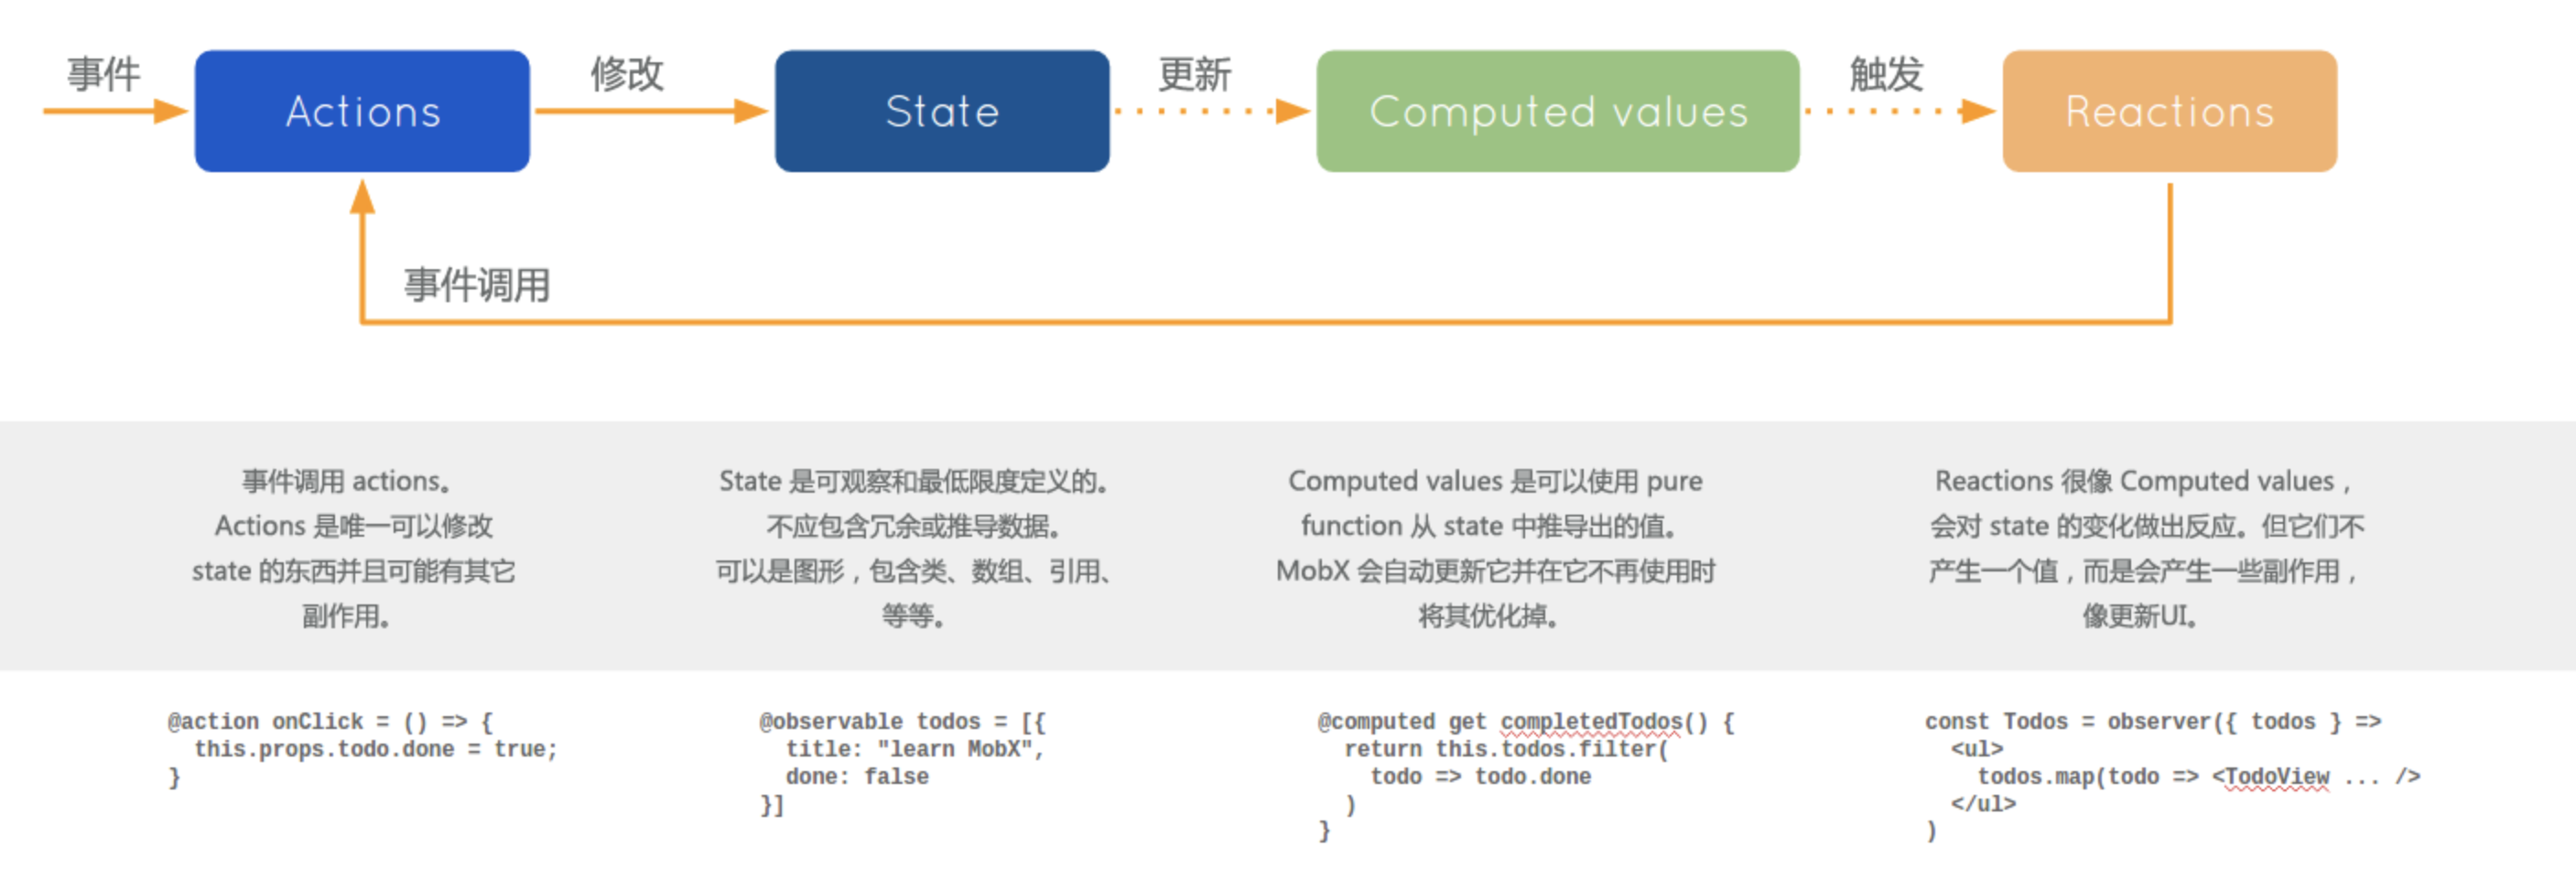 事件
Actions
修改
State
更新
Computed values
触发
Reactions
事件调用
事件调用 actions。
Actions 是唯一可以修改
state 的东西并且可能有其它
副作用。
State 是可观察和最低限度定义的。
不应包含冗余或推导数据。
可以是图形，包含类、数组、引用、
等等。
Computed values 是可以使用 pure
function 从 state 中推导出的值。
MobX 会自动更新它并在它不再使用时
将其优化掉。
Reactions 很像 Computed values，
会对 state 的变化做出反应。但它们不
产生一个值，而是会产生一些副作用，
像更新UI。
@action onClick = () => {
  this.props.todo.done = true;
}
@observable todos = [{
  title: "learn MobX",
  done: false
}]
@computed get completedTodos() {
  return this.todos.filter(
    todo => todo.done
  )
}
const Todos = observer({ todos } =>
  <ul>
    todos.map(todo => <TodoView ... />
  </ul>
)